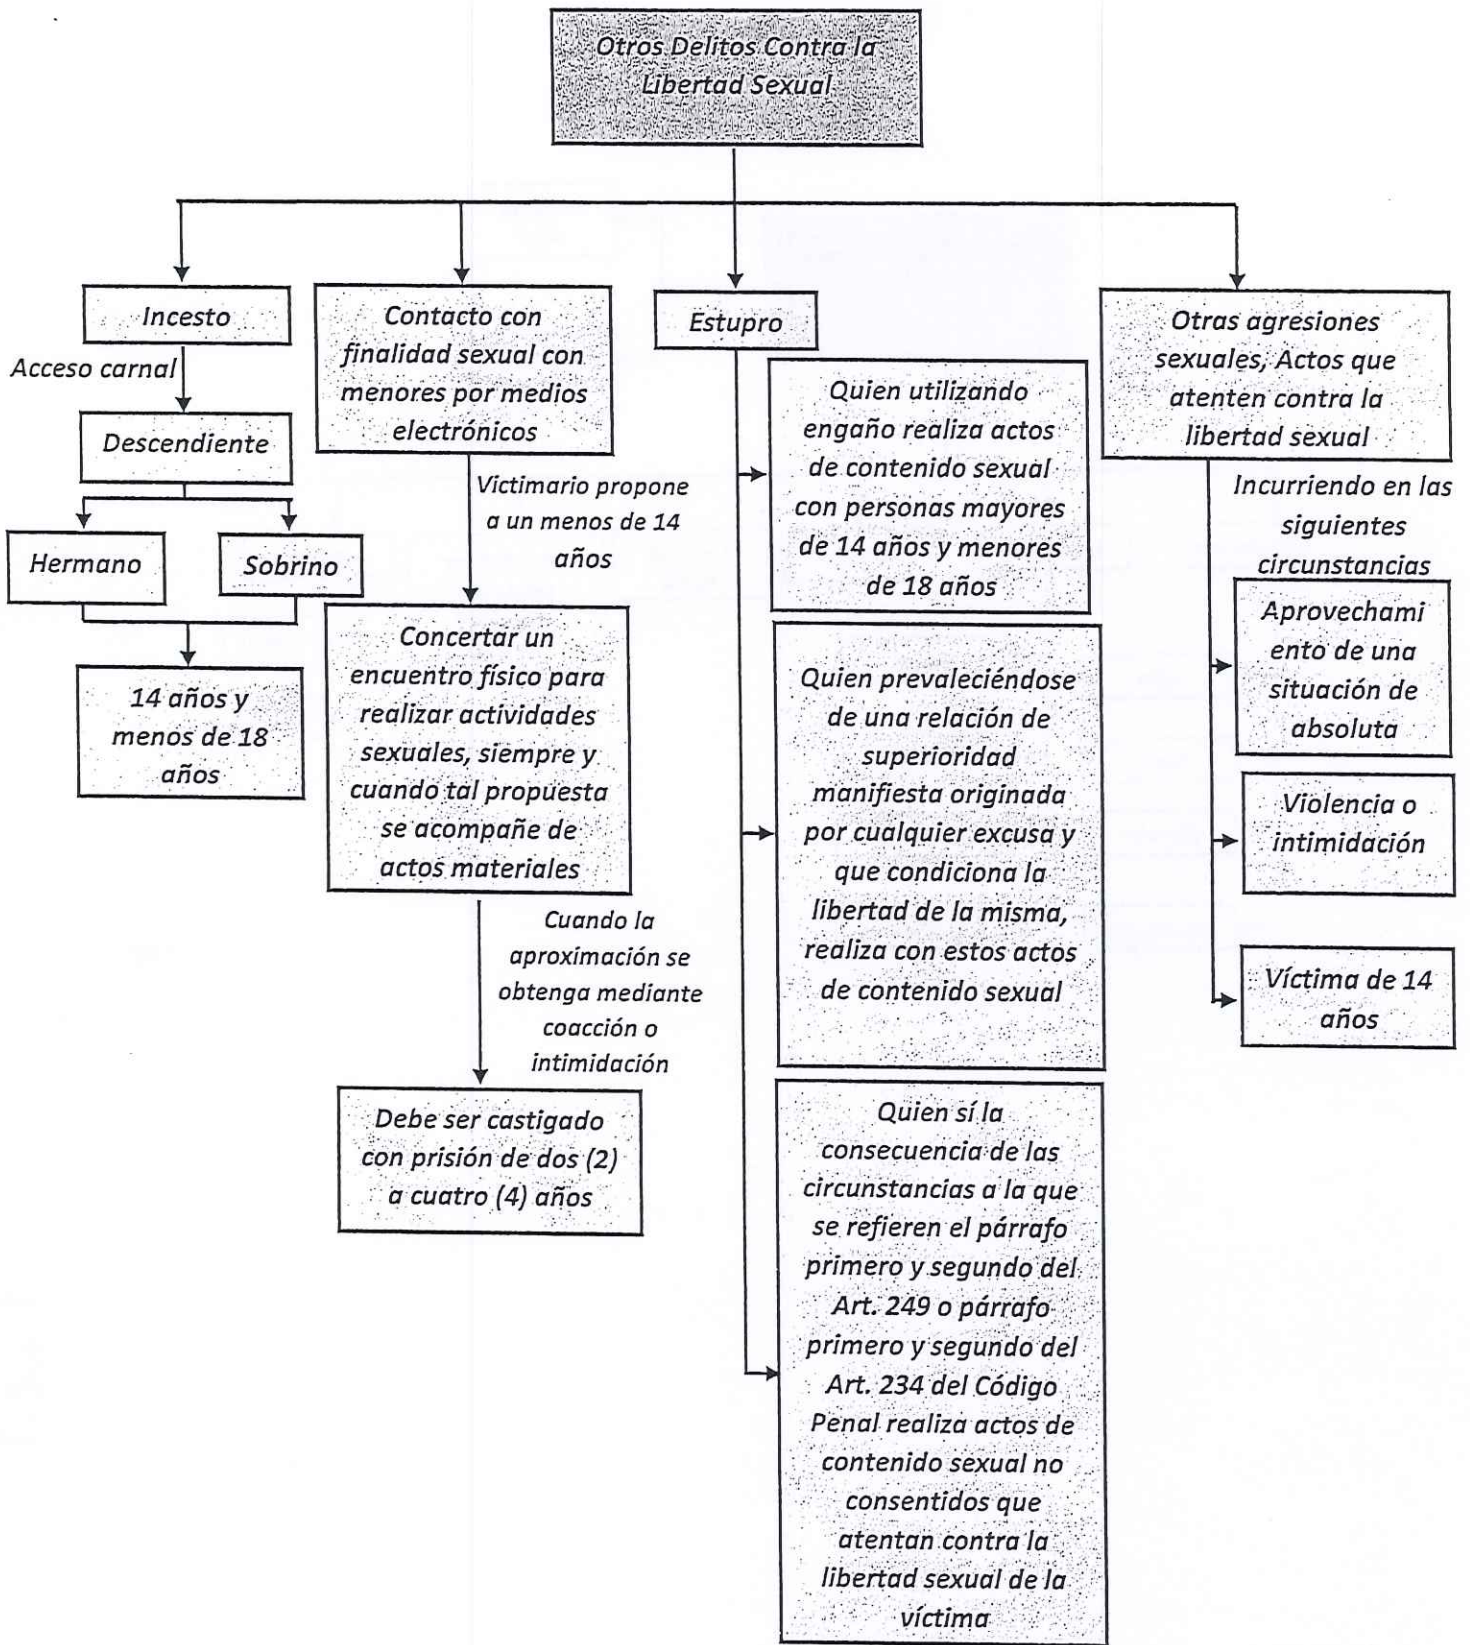 Otros Delitos Contra la
Libertad Sexual
Incesto
Acceso carnal
Descendiente
Hermano
Sobrino
14 años y
menos de 18
años
Contacto con
finalidad sexual con
menores por medios
electrónicos
Victimario propone
a un menos de 14
años
Concertar un
encuentro físico para
realizar actividades
sexuales, siempre y
cuando tal propuesta
se acompañe de
actos materiales
Cuando la
aproximación se
obtenga mediante
coacción o
intimidación
Debe ser castigado
con prisión de dos (2)
a cuatro (4) años
Estupro
Quien utilizando
engaño realiza actos
de contenido sexual
con personas mayores
de 14 años y menores
de 18 años
Quien prevaleciéndose
de una relación de
superioridad
manifiesta originada
por cualquier excusa y
que condiciona la
libertad de la misma,
realiza con estos actos
de contenido sexual
Quien sí la
consecuencia de las
circunstancias a la que
se refieren el párrafo
primero y segundo del
Art. 249 o párrafo
primero y segundo del
Art. 234 del Código
Penal realiza actos de
contenido sexual no
consentidos que
atentan contra la
libertad sexual de la
víctima
Otras agresiones
sexuales, Actos que
atenten contra la
libertad sexual
Incurriendo en las
siguientes
circunstancias
Aprovechami
ento de una
situación de
absoluta
Violencia o
intimidación
Víctima de 14
años